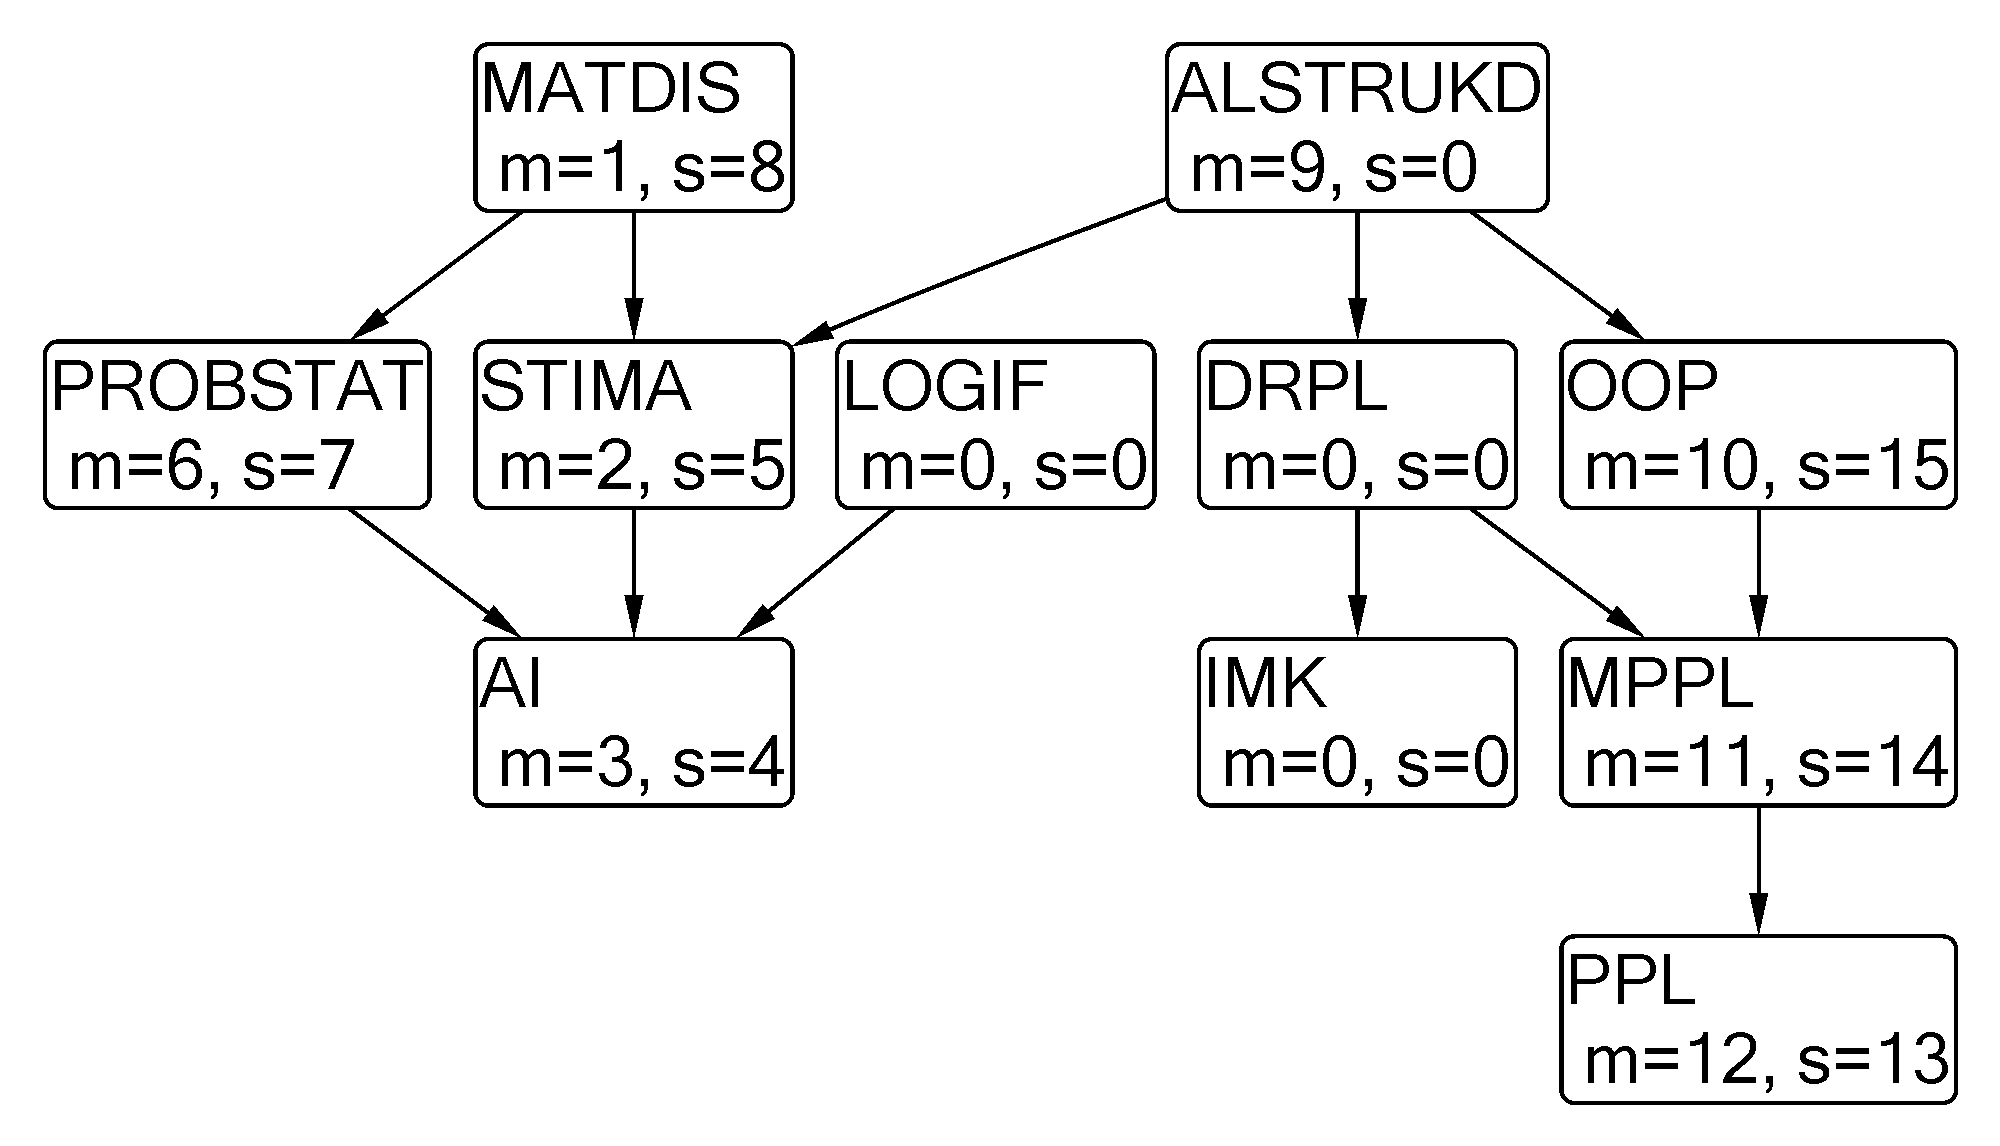 MATDIS
m=1, s=8
ALSTRUKD
m=9, s=0
PROBSTAT
m=6, s=7
STIMA
m=2, s=5
LOGIF
m=0, s=0
DRPL
m=0, s=0
OOP
m=10, s=15
AI
m=3, s=4
IMK
m=0, s=0
MPPL
m=11, s=14
PPL
m=12, s=13